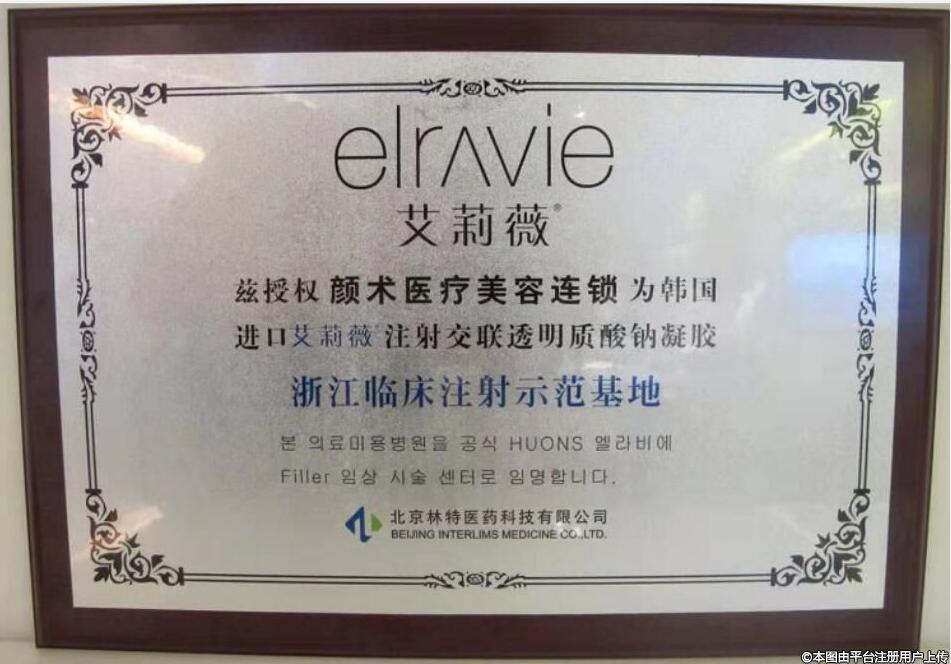 elravie
艾莉薇®
兹授权 颜术医疗美容连锁 为韩国
进口艾莉薇®注射交联透明质酸钠凝胶
浙江临床注射示范基地
본 의료미용병원을 공식 HUONS 엘라비에
Filler 임상 시술 센터로 임명합니다.
北京林特医药科技有限公司
BEIJING INTERLIMS MEDICINE CO.,LTD.
©本图由平台注册用户上传